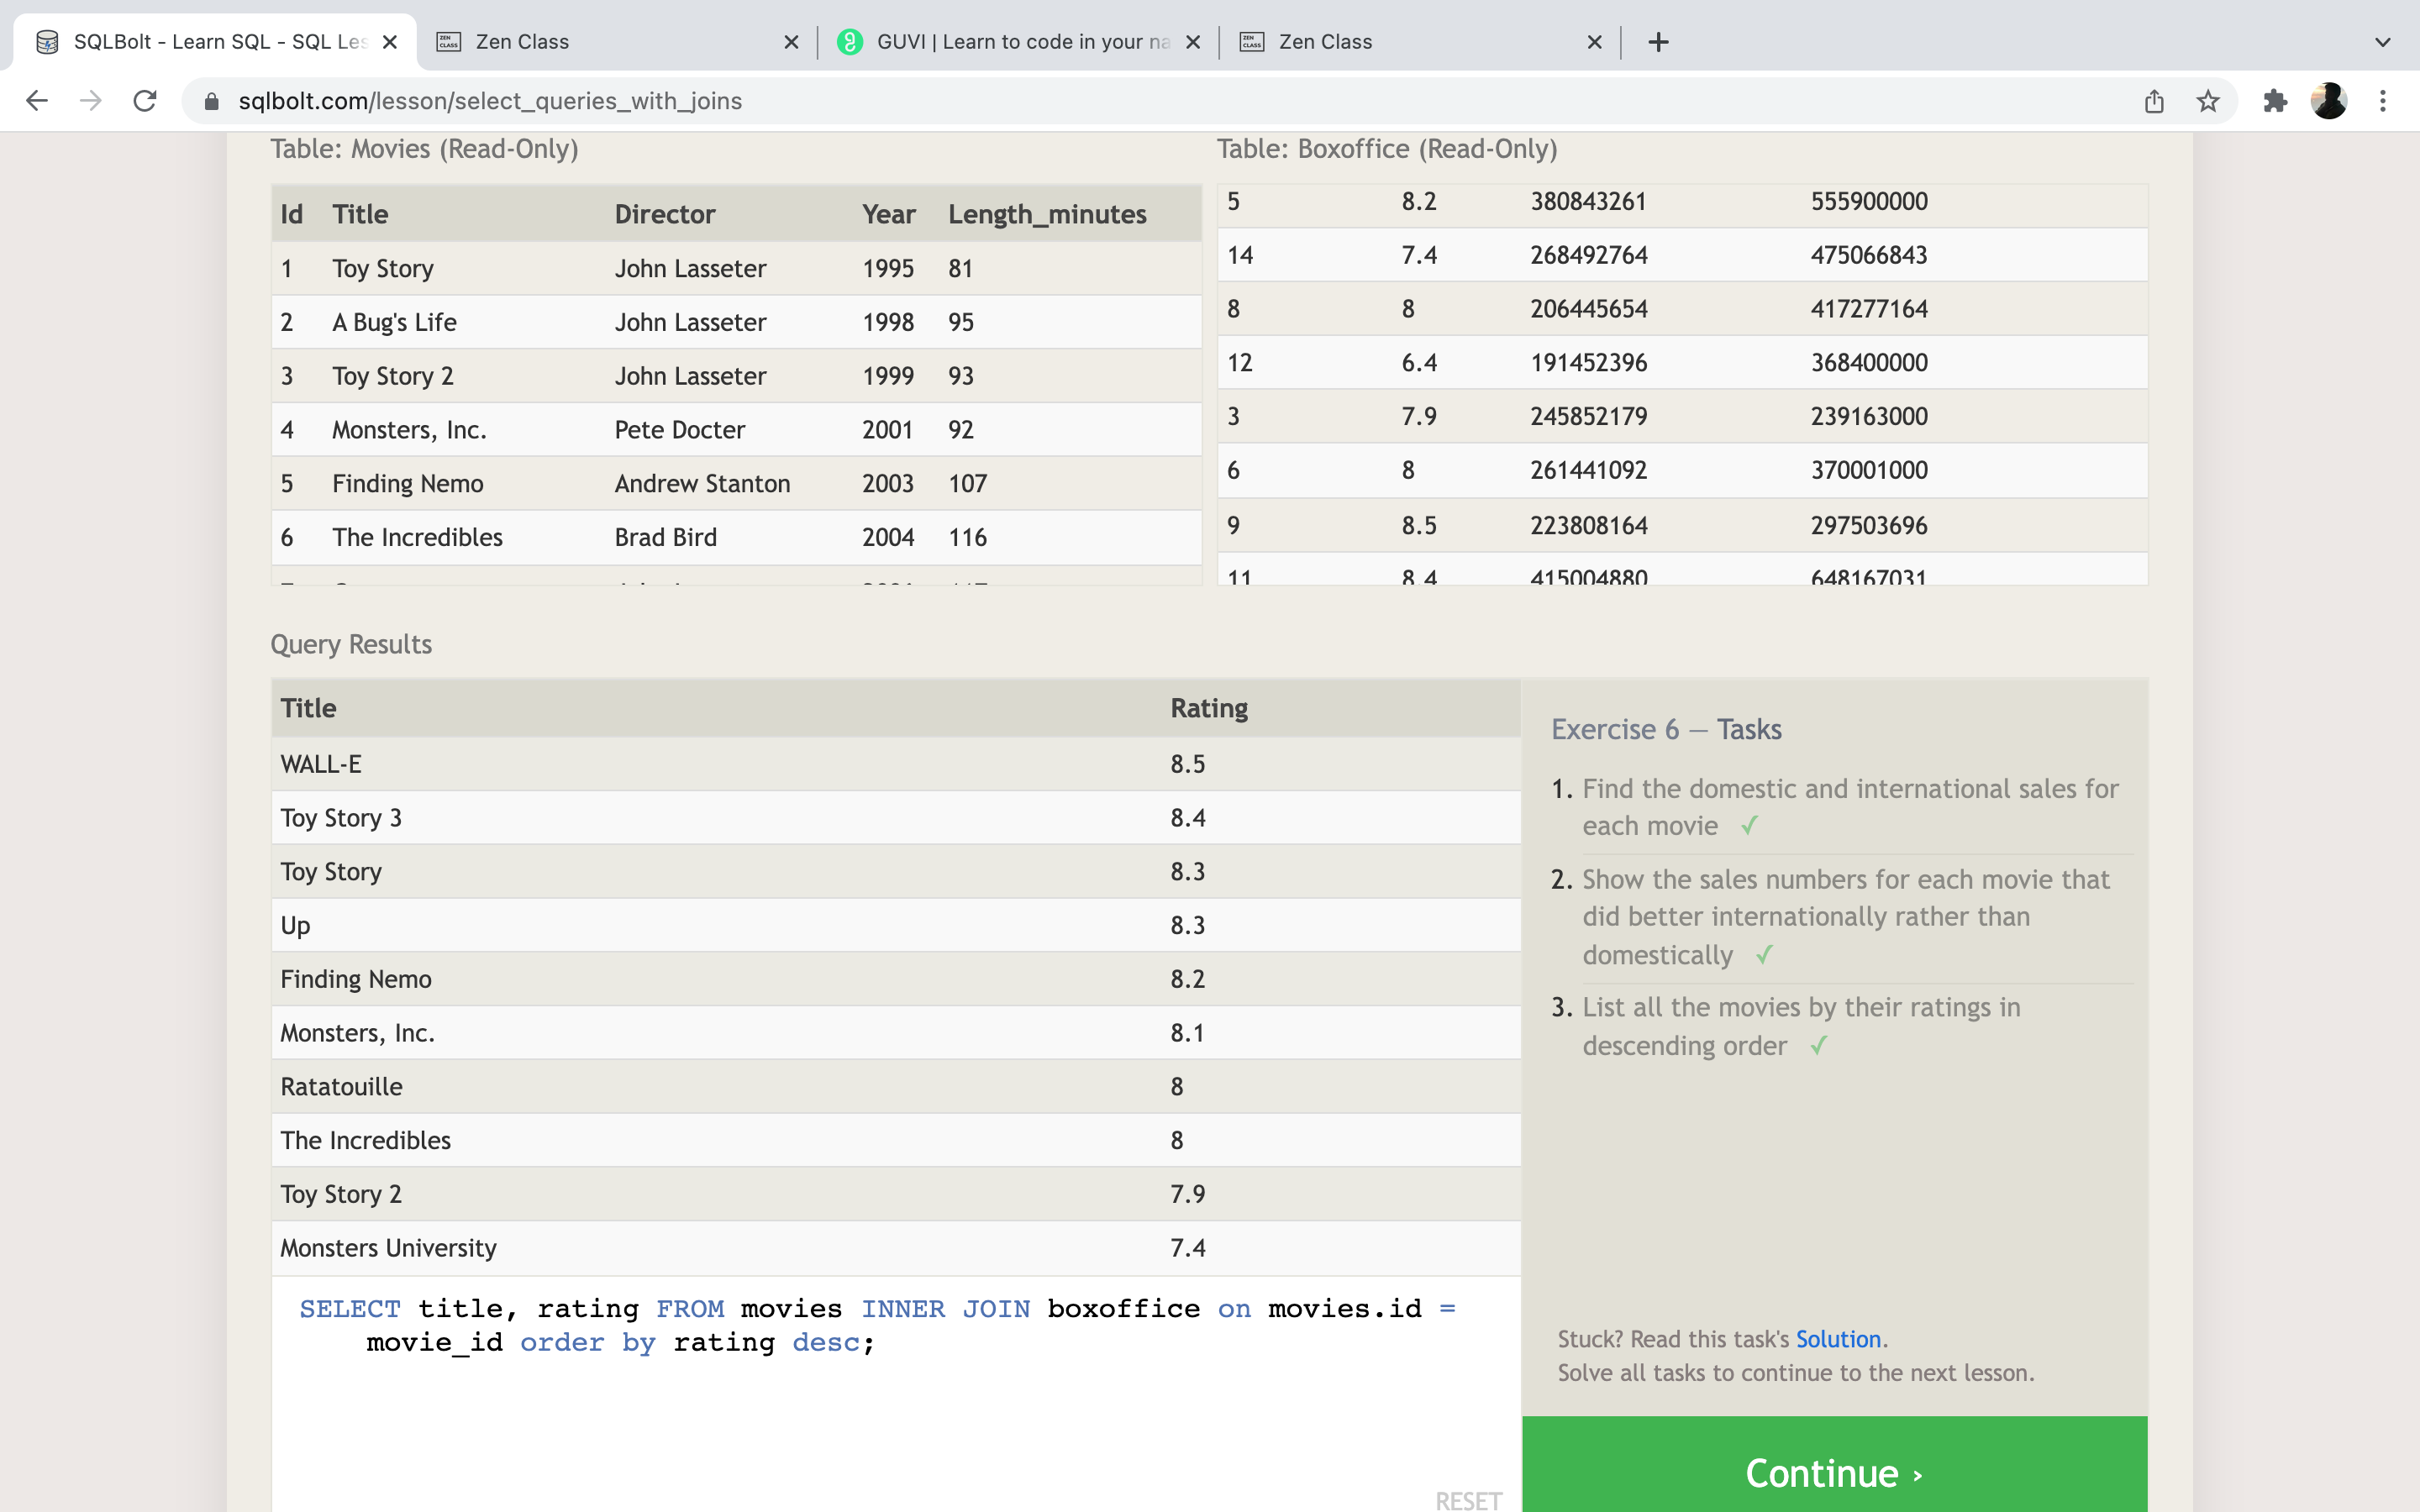 SQLBolt - Learn SQL - SQL Les
Zen Class
GUVI | Learn to code in your na
Zen Class
sqlbolt.com/lesson/select_queries_with_joins
Table: Movies (Read-Only)
Id Title Director Year Length_minutes
1 Toy Story John Lasseter 1995 81
2 A Bug's Life John Lasseter 1998 95
3 Toy Story 2 John Lasseter 1999 93
4 Monsters, Inc. Pete Docter 2001 92
5 Finding Nemo Andrew Stanton 2003 107
6 The Incredibles Brad Bird 2004 116
Table: Boxoffice (Read-Only)
5 8.2 380843261 555900000
14 7.4 268492764 475066843
8 8 206445654 417277164
12 6.4 191452396 368400000
3 7.9 245852179 239163000
6 8 261441092 370001000
9 8.5 223808164 297503696
11 8.4 415004880 648167031
Query Results
Title Rating
WALL-E 8.5
Toy Story 3 8.4
Toy Story 8.3
Up 8.3
Finding Nemo 8.2
Monsters, Inc. 8.1
Ratatouille 8
The Incredibles 8
Toy Story 2 7.9
Monsters University 7.4
SELECT title, rating FROM movies INNER JOIN boxoffice on movies.id =
movie_id order by rating desc;
RESET
Exercise 6 — Tasks
1. Find the domestic and international sales for
each movie ✓
2. Show the sales numbers for each movie that
did better internationally rather than
domestically ✓
3. List all the movies by their ratings in
descending order ✓
Stuck? Read this task's Solution.
Solve all tasks to continue to the next lesson.
Continue ›